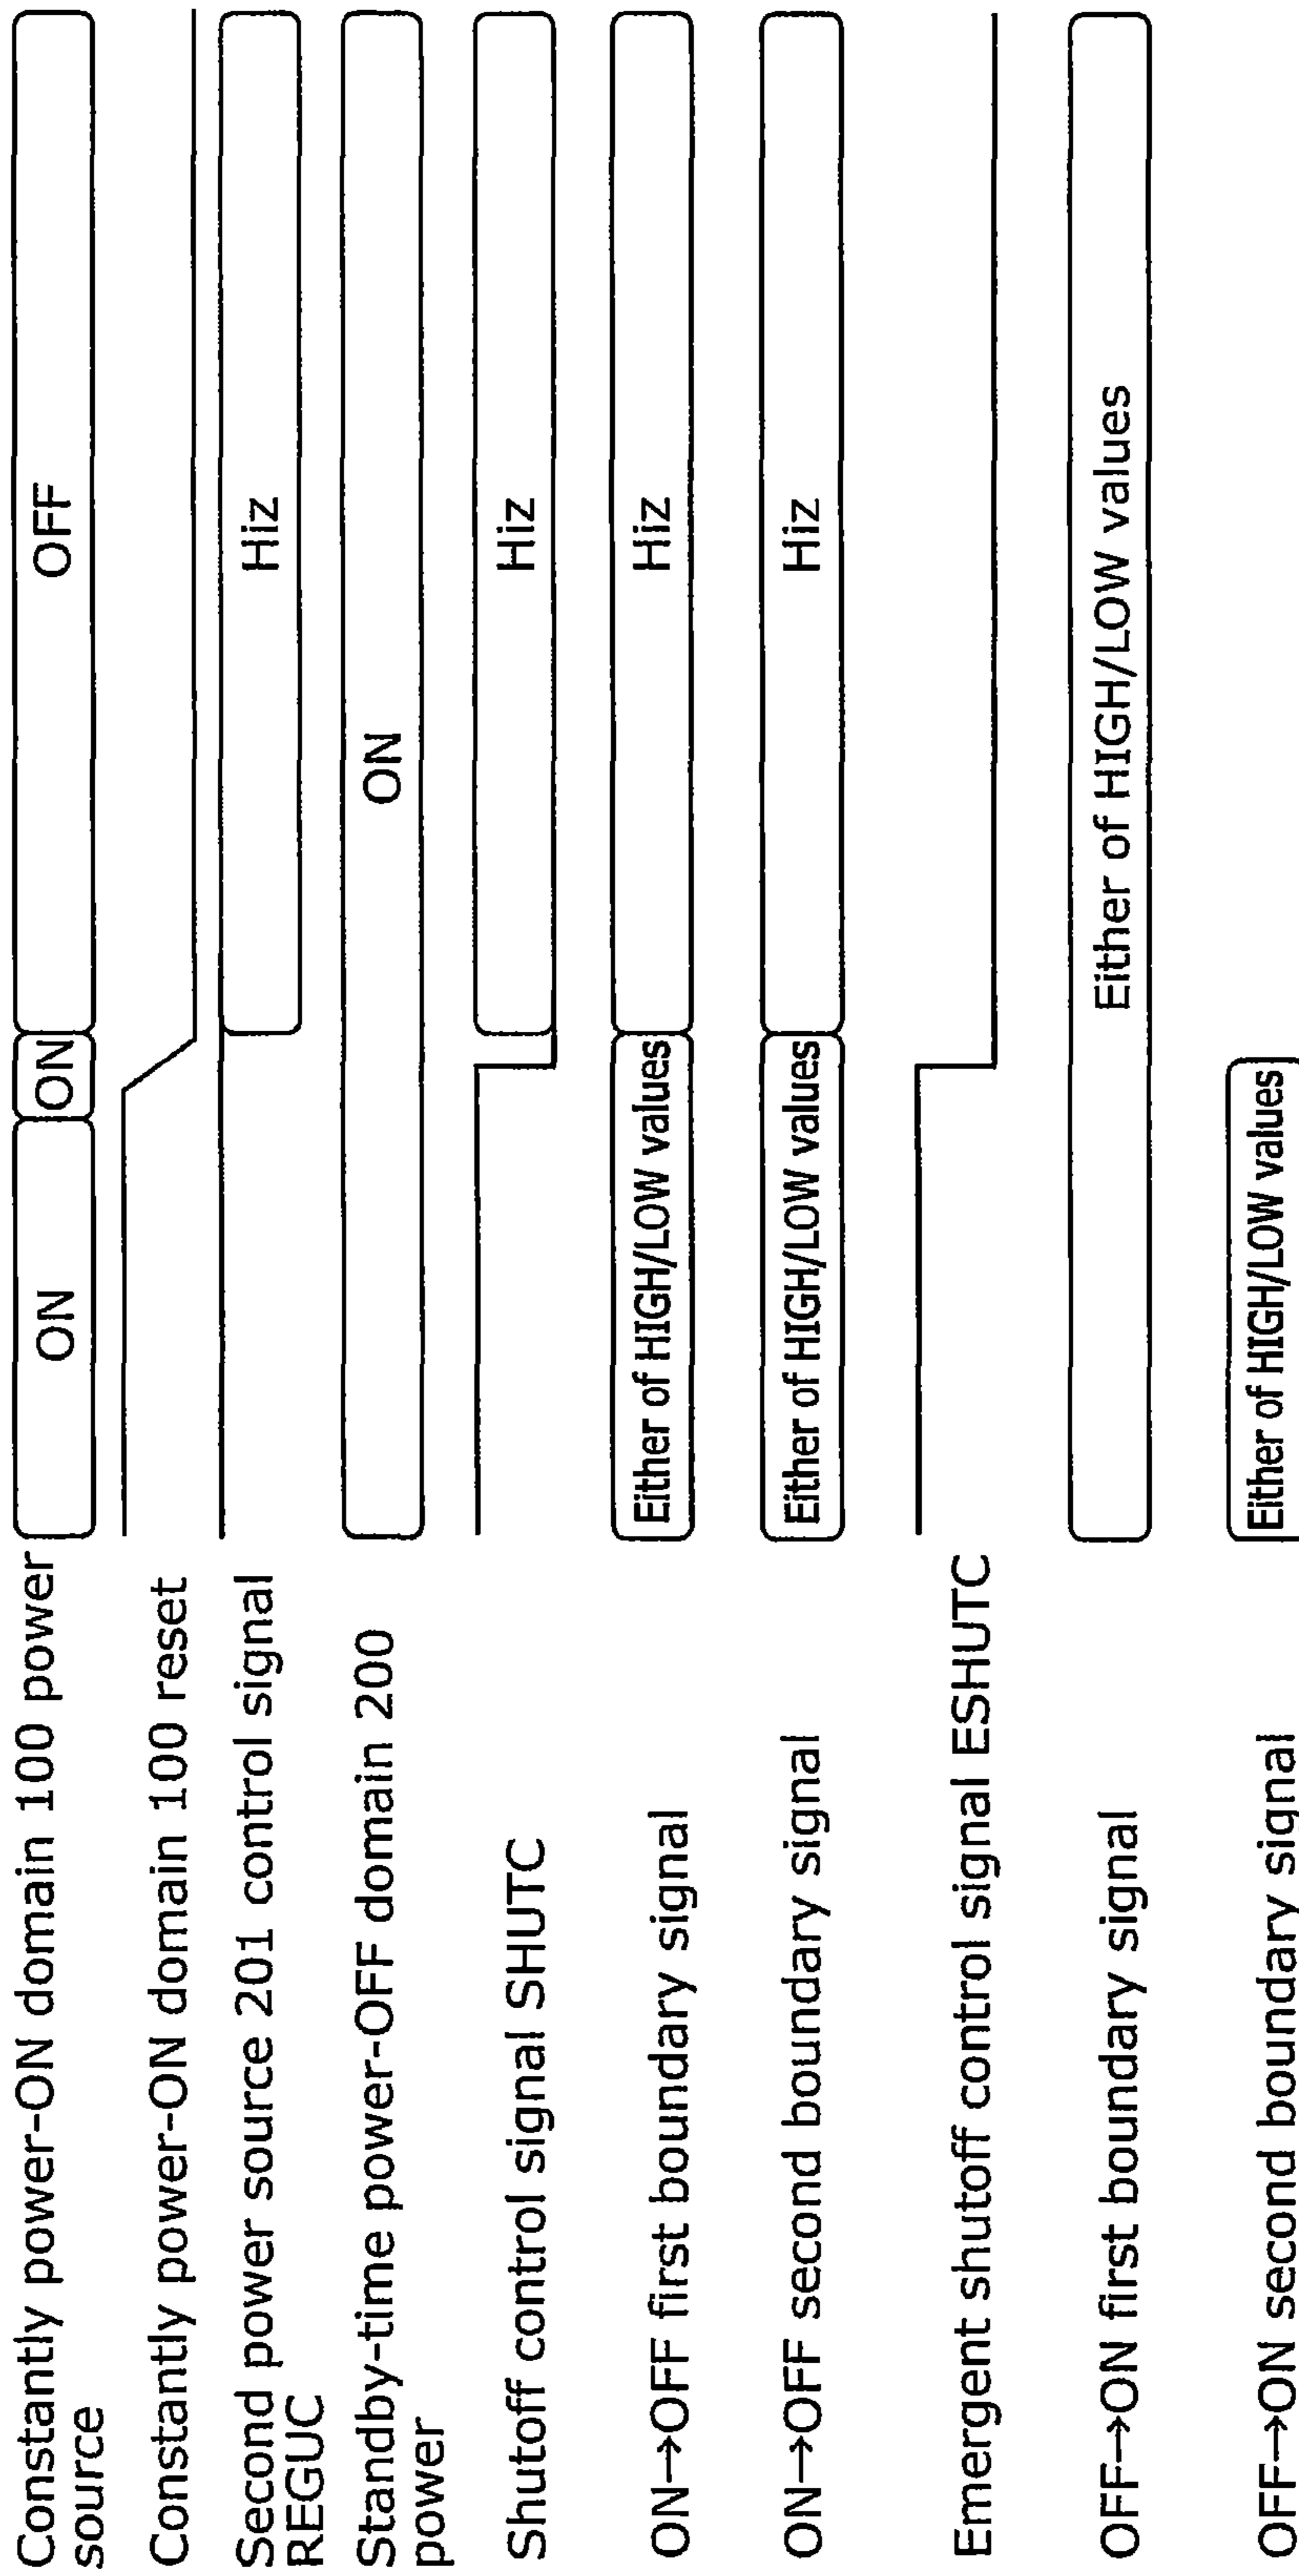 Constantly power-ON domain 100 power
source
ON
ON
OFF
Constantly power-ON domain 100 reset
Second power source 201 control signal
REGUC
Hiz
Standby-time power-OFF domain 200
power
ON
Shutoff control signal SHUTC
Hiz
ON→OFF first boundary signal
Either of HIGH/LOW values
Hiz
ON→OFF second boundary signal
Either of HIGH/LOW values
Hiz
Emergent shutoff control signal ESHUTC
OFF→ON first boundary signal
Either of HIGH/LOW values
OFF→ON second boundary signal
Either of HIGH/LOW values